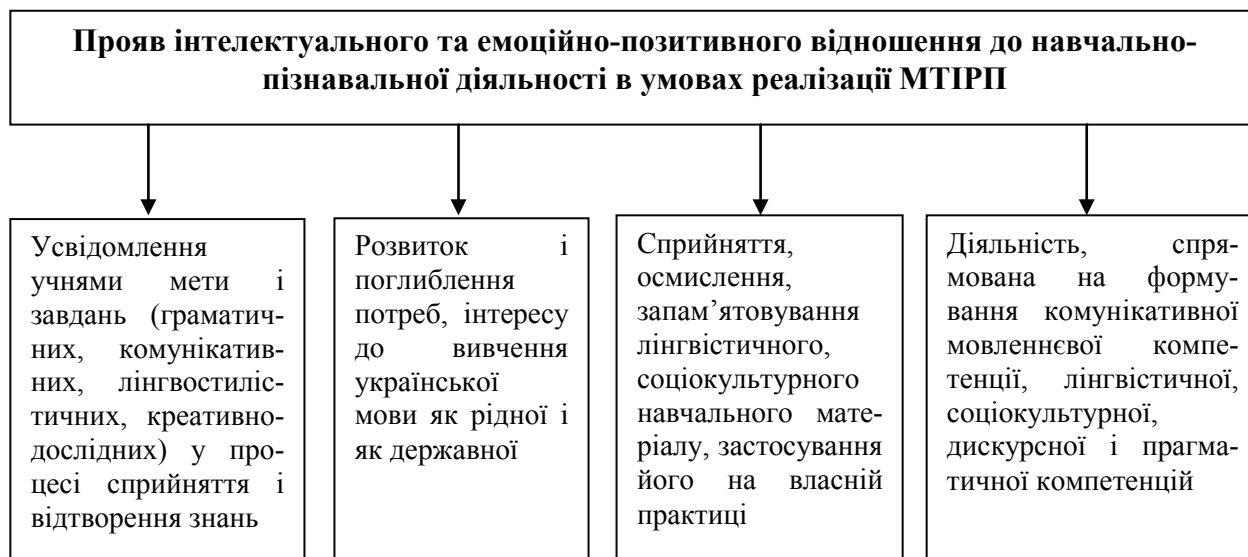 Прояв інтелектуального та емоційно-позитивного відношення до навчально-
пізнавальної діяльності в умовах реалізації МТІРП
Усвідомлення
учнями мети і
завдань (граматич-
них, комунікатив-
них, лінгвостиліс-
тичних, креативно-
дослідних) у про-
цесі сприйняття і
відтворення знань
Розвиток і
поглиблення
потреб, інтересу
до вивчення
української
мови як рідної і
як державної
Сприйняття,
осмислення,
запам’ятовування
лінгвістичного,
соціокультурного
навчального мате-
ріалу, застосування
його на власній
практиці
Діяльність, спря-
мована на форму-
вання комунікативної
мовленнєвої компе-
тенції, лінгвістичної,
соціокультурної,
дискурсної і прагма-
тичної компетенцій